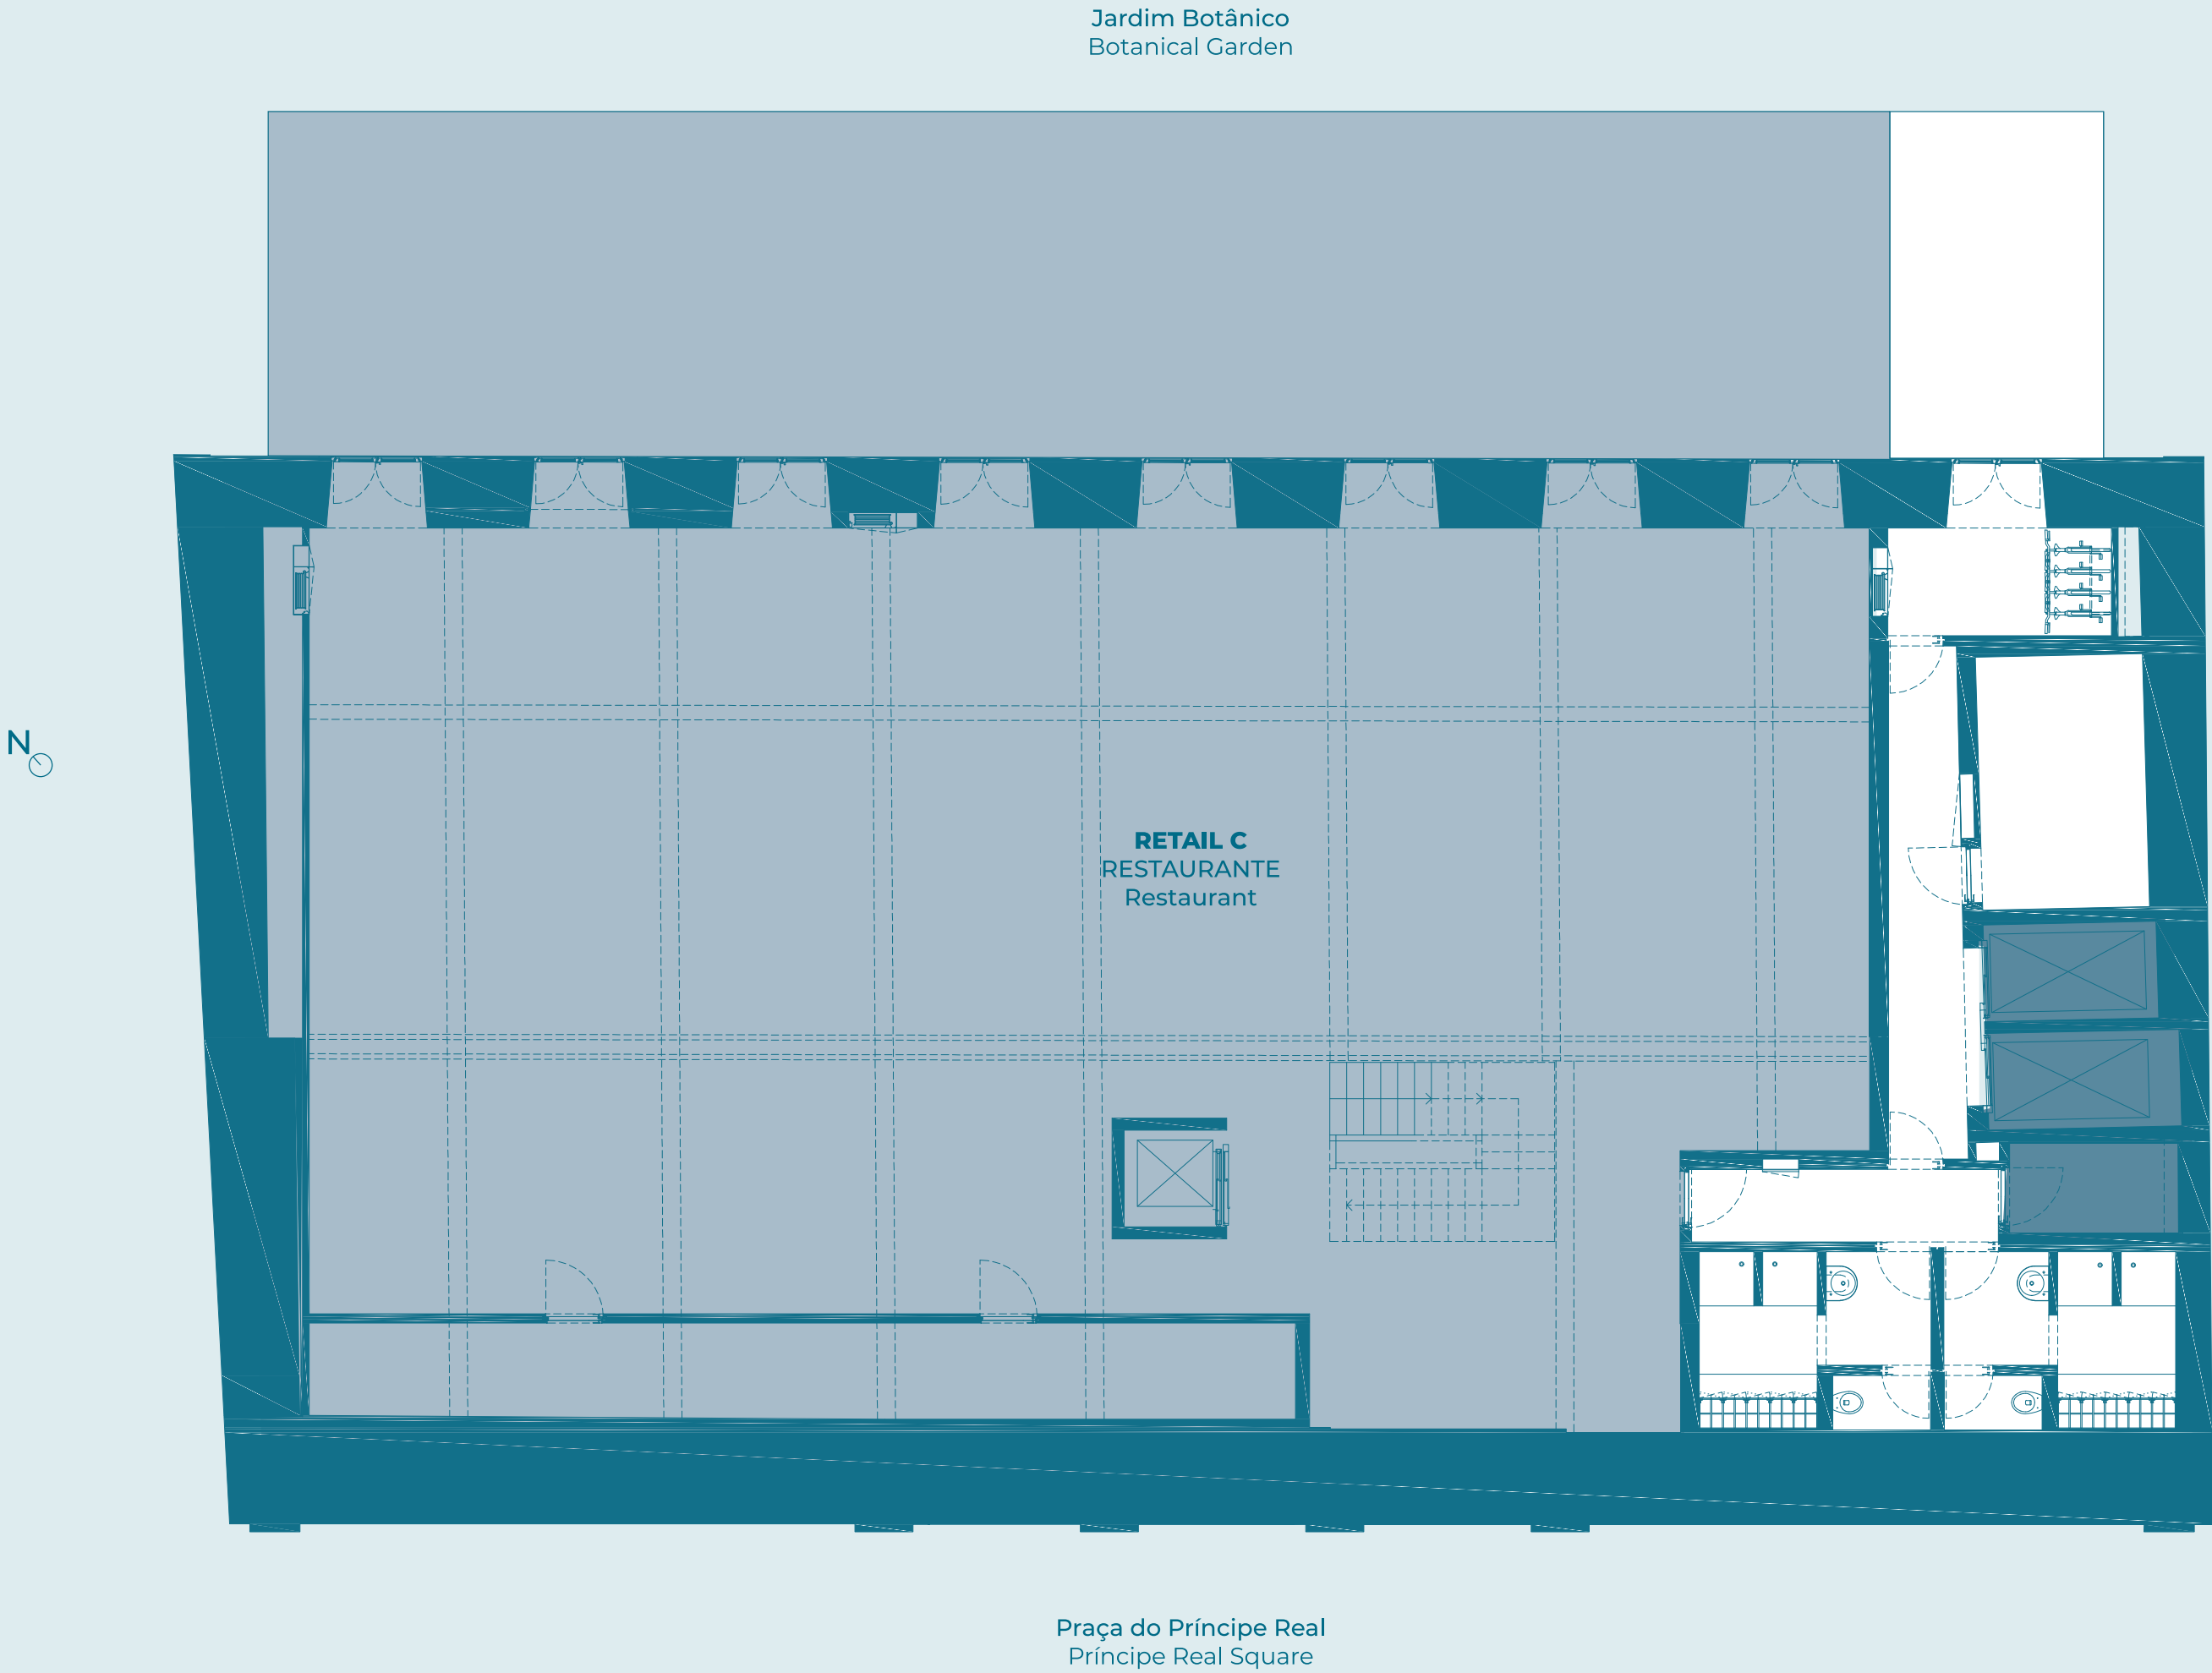 Jardim Botânico
Botanical Garden
N
RETAIL C
RESTAURANTE
Restaurant
Praça do Príncipe Real
Príncipe Real Square